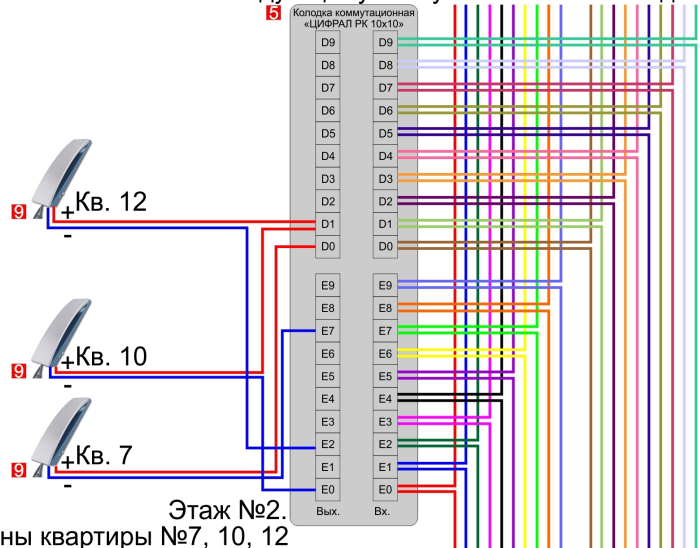 5
Колодка коммутационная
«ЦИФРАЛ РК 10x10»
D9 D9
D8 D8
D7 D7
D6 D6
D5 D5
D4 D4
D3 D3
D2 D2
D1 D1
D0 D0
E9 E9
E8 E8
E7 E7
E6 E6
E5 E5
E4 E4
E3 E3
E2 E2
E1 E1
E0 E0
Вых. Вх.
9
+Кв. 12
-
9
+Кв. 10
-
9
+Кв. 7
-
Этаж №2.
ны квартиры №7, 10, 12